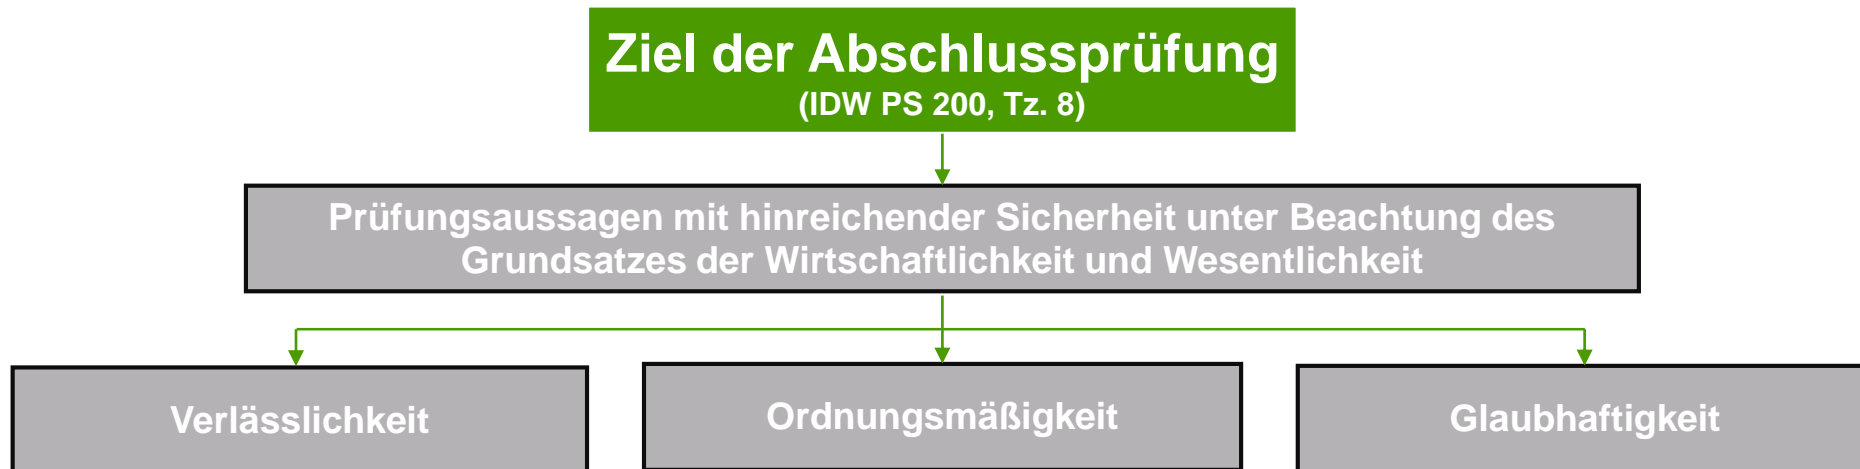 Ziel der Abschlussprüfung
(IDW PS 200, Tz. 8)
Prüfungsaussagen mit hinreichender Sicherheit unter Beachtung des
Grundsatzes der Wirtschaftlichkeit und Wesentlichkeit
Verlässlichkeit
Ordnungsmäßigkeit
Glaubhaftigkeit